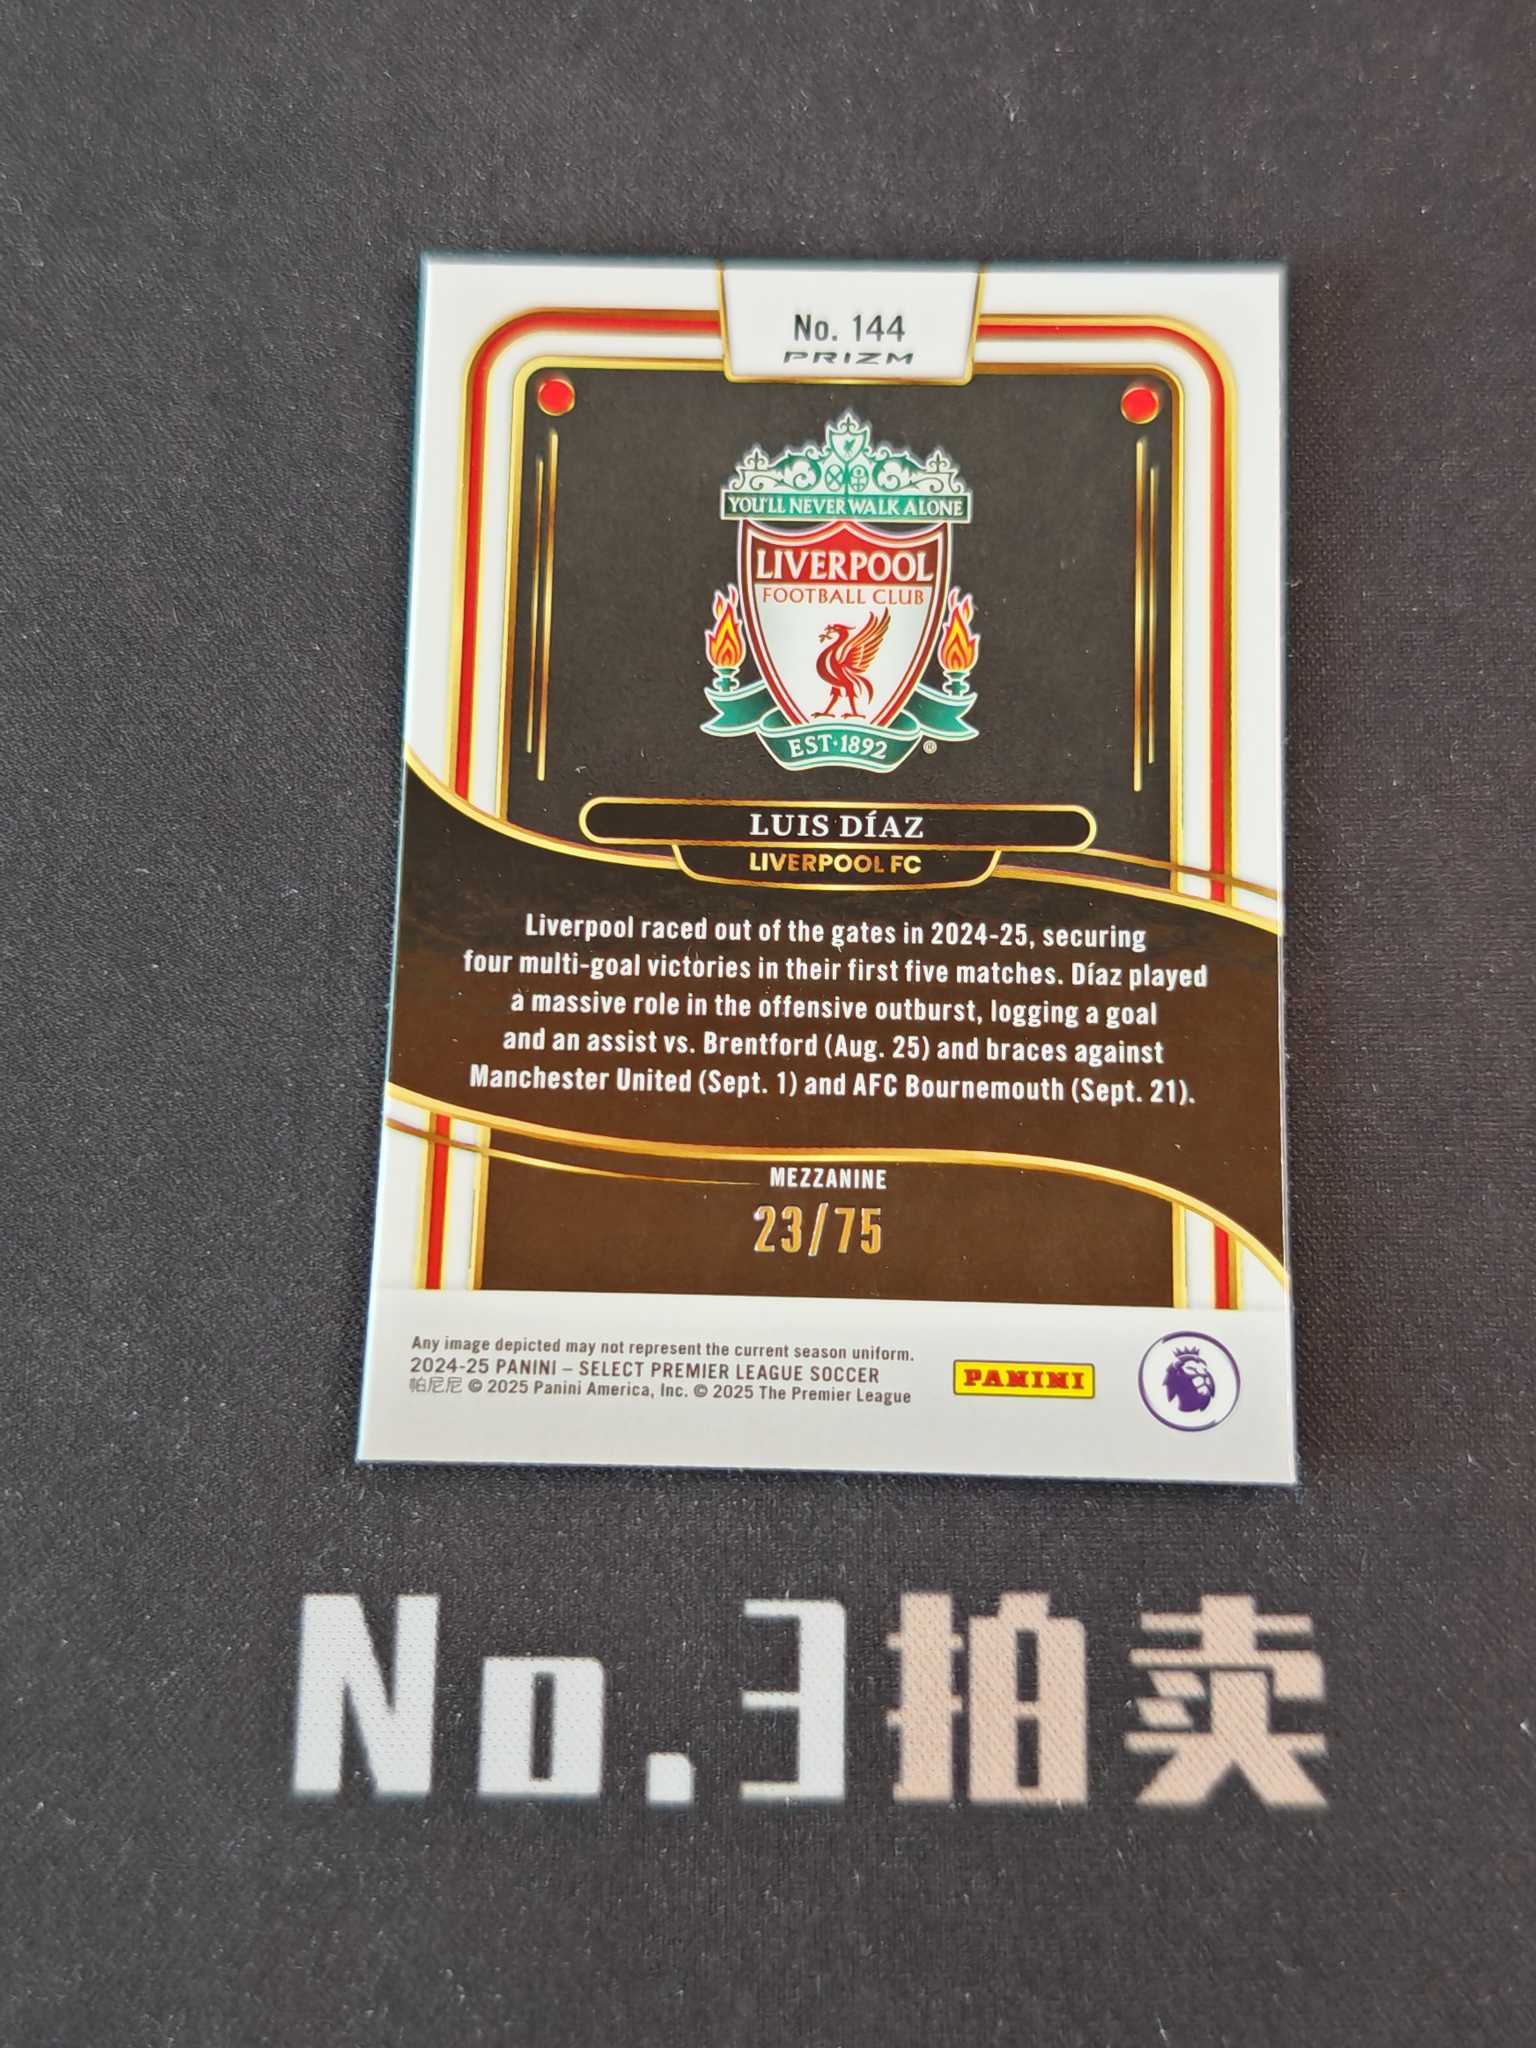 No. 144
PRIZM
YOU'LL NEVER WALK ALONE
LIVERPOOL
FOOTBALL CLUB
EST·1892
®
LUIS DÍAZ
LIVERPOOL FC
Liverpool raced out of the gates in 2024-25, securing
four multi-goal victories in their first five matches. Díaz played
a massive role in the offensive outburst, logging a goal
and an assist vs. Brentford (Aug. 25) and braces against
Manchester United (Sept. 1) and AFC Bournemouth (Sept. 21).
MEZZANINE
23/75
Any image depicted may not represent the current season uniform.
2024-25 PANINI – SELECT PREMIER LEAGUE SOCCER
帕尼尼 © 2025 Panini America, Inc. © 2025 The Premier League
PANINI
No.3拍卖